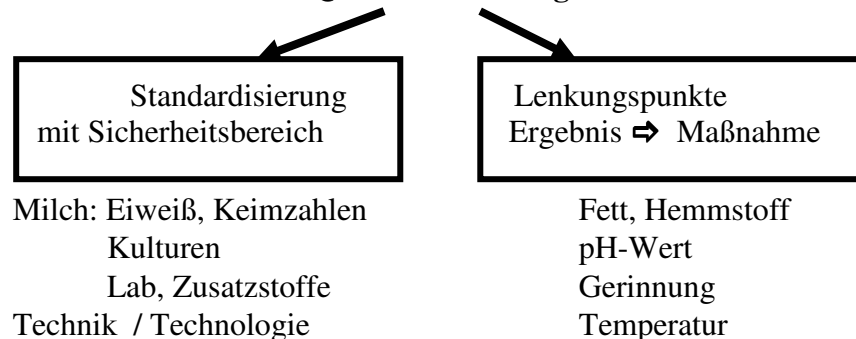 Standardisierung
mit Sicherheitsbereich
Lenkungspunkte
Ergebnis ⇨ Maßnahme
Milch: Eiweiß, Keimzahlen
Kulturen
Lab, Zusatzstoffe
Technik / Technologie
Fett, Hemmstoff
pH-Wert
Gerinnung
Temperatur